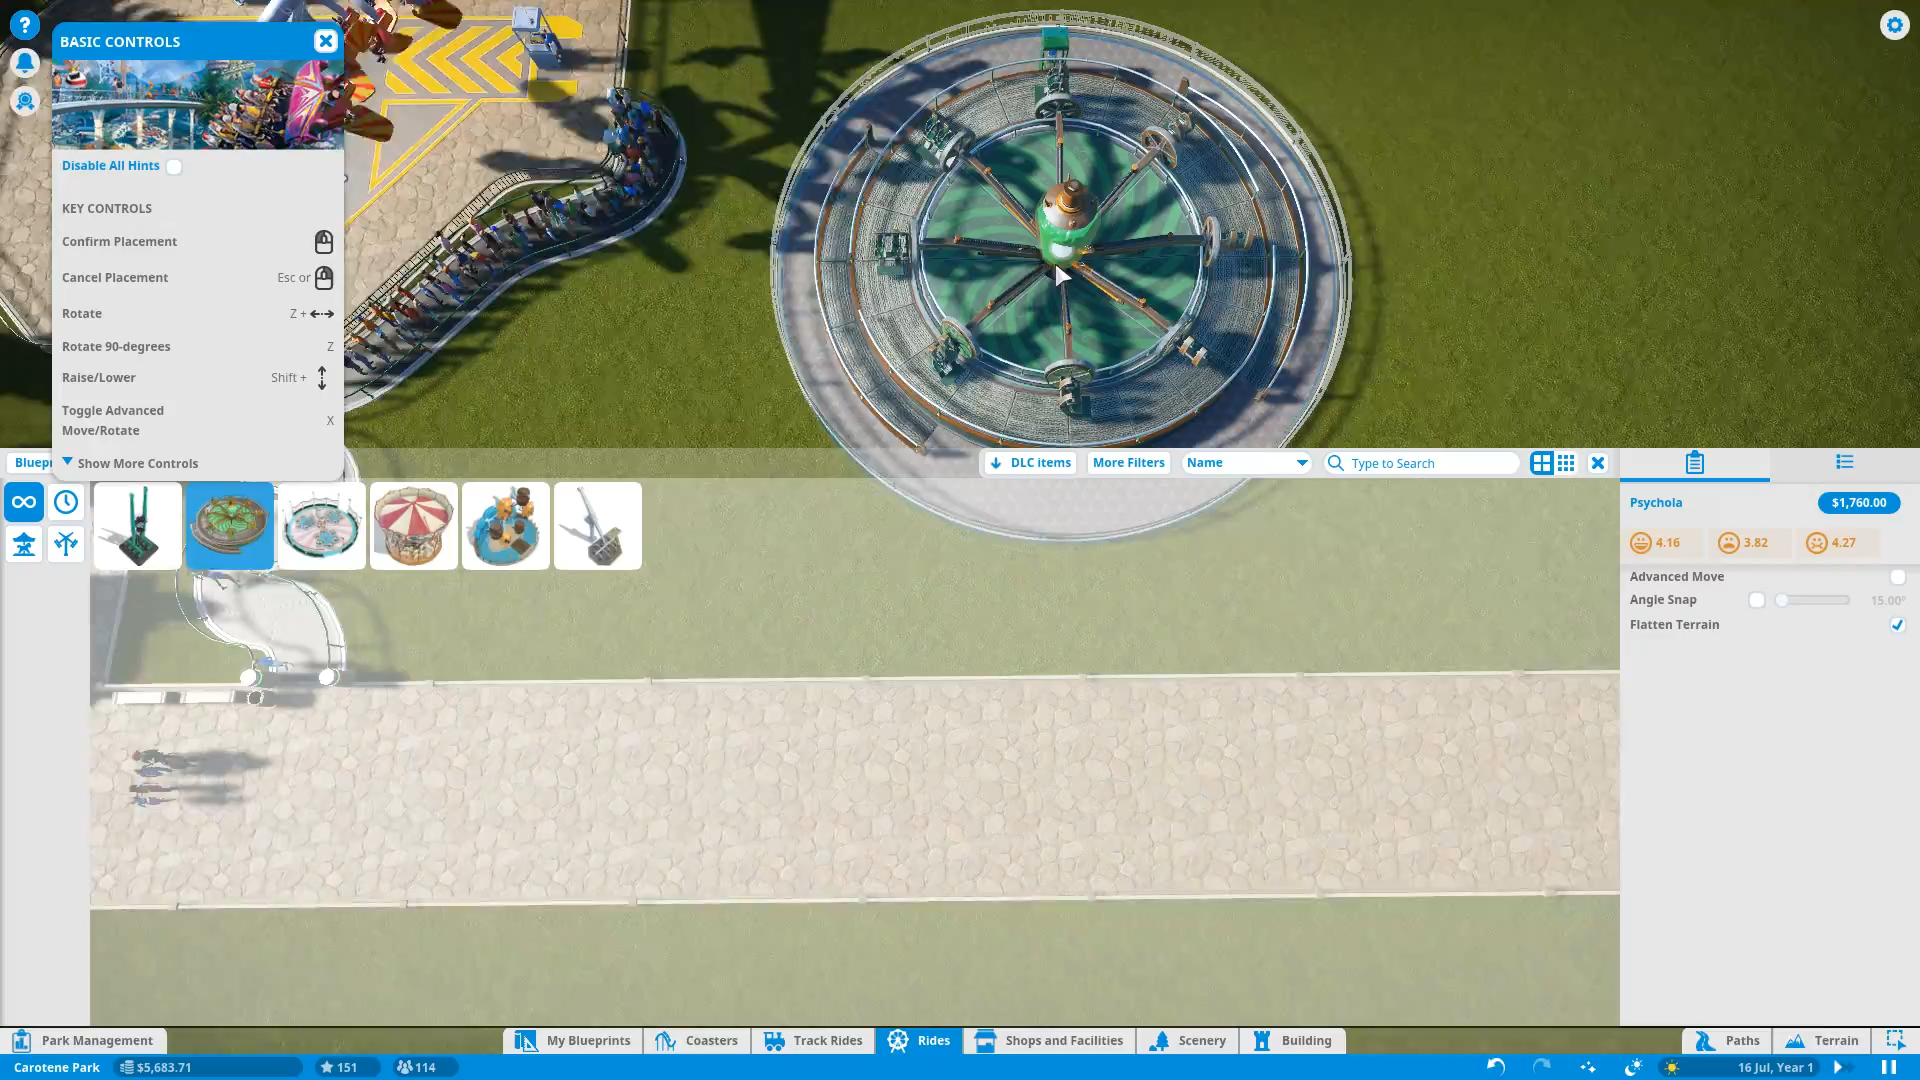 ?
BASIC CONTROLS
Disable All Hints
KEY CONTROLS
Confirm Placement
Cancel Placement Esc or
Rotate Z +
Rotate 90-degrees Z
Raise/Lower Shift +
Toggle Advanced
Move/Rotate X
Show More Controls
Bluepr
DLC items
More Filters
Name
Type to Search
Psychola $1,760.00
4.16 3.82 4.27
Advanced Move
Angle Snap 15.00°
Flatten Terrain
Park Management
My Blueprints
Coasters
Track Rides
Rides
Shops and Facilities
Scenery
Building
Paths
Terrain
Carotene Park $5,683.71 151 114
16 Jul, Year 1